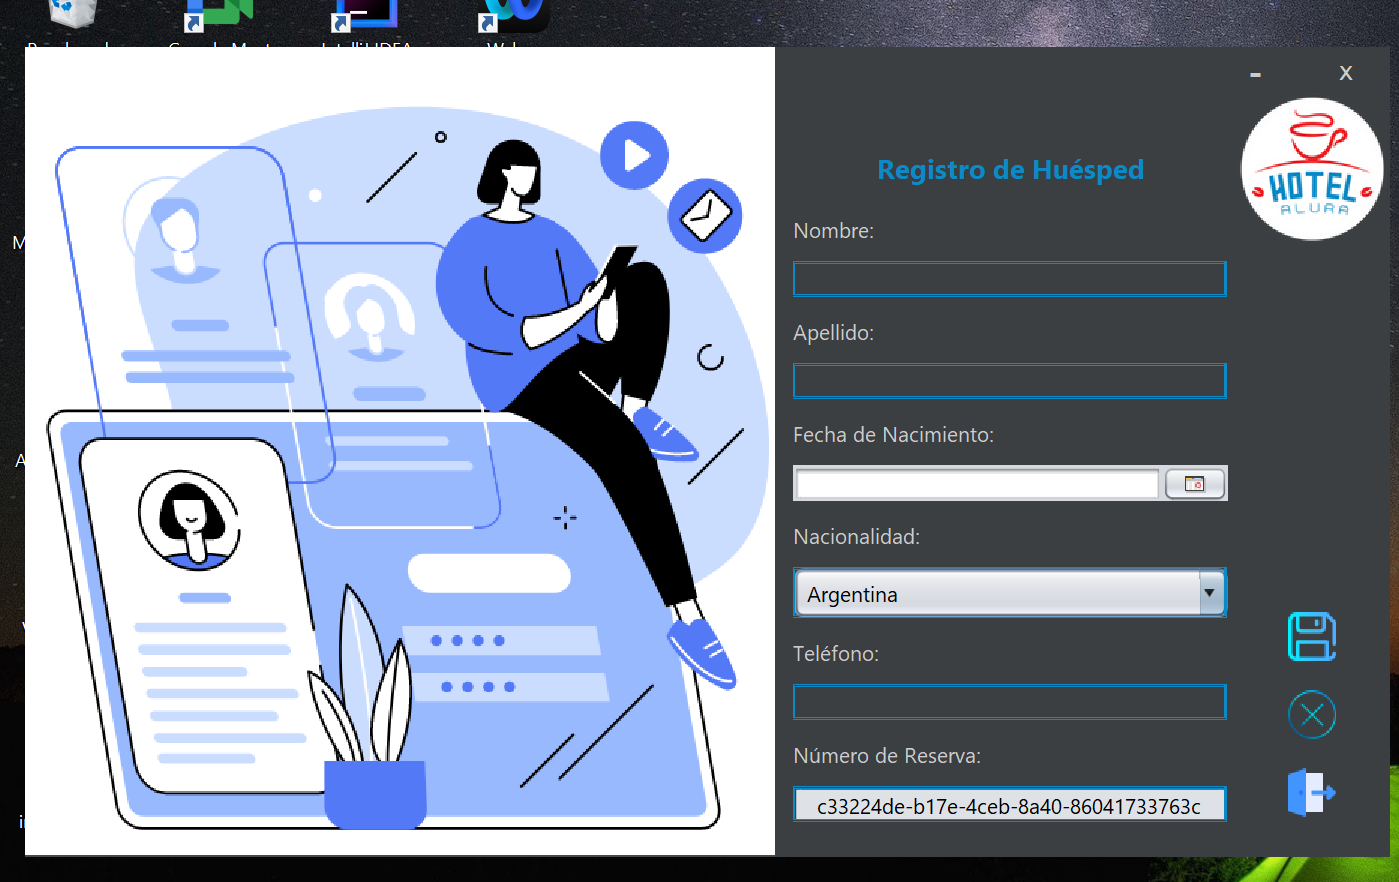 X
HOTEL
ALURA
Registro de Huésped
Nombre:
Apellido:
Fecha de Nacimiento:
Nacionalidad:
Argentina
Teléfono:
Número de Reserva:
c33224de-b17e-4ceb-8a40-86041733763c